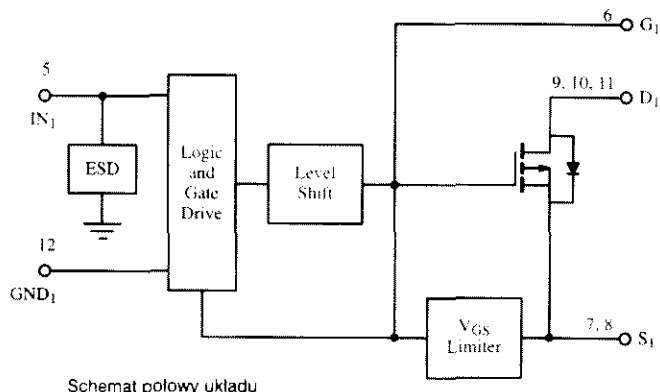 6
G1
5
9, 10, 11
D1
IN1
ESD
Logic
and
Gate
Drive
Level
Shift
12
GND1
VGS
Limiter
7, 8
S1
Schemat połowy układu